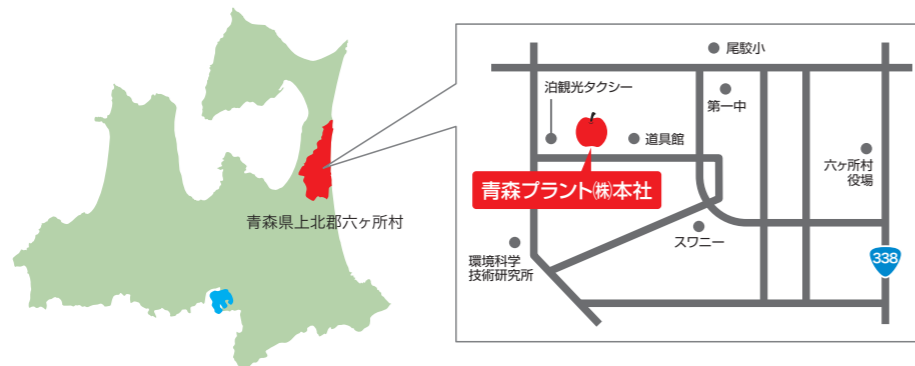 青森県上北郡六ヶ所村
尾駮小
泊観光タクシー
第一中
道具館
六ヶ所村
役場
青森プラント㈱本社
スワニー
環境科学
技術研究所
338